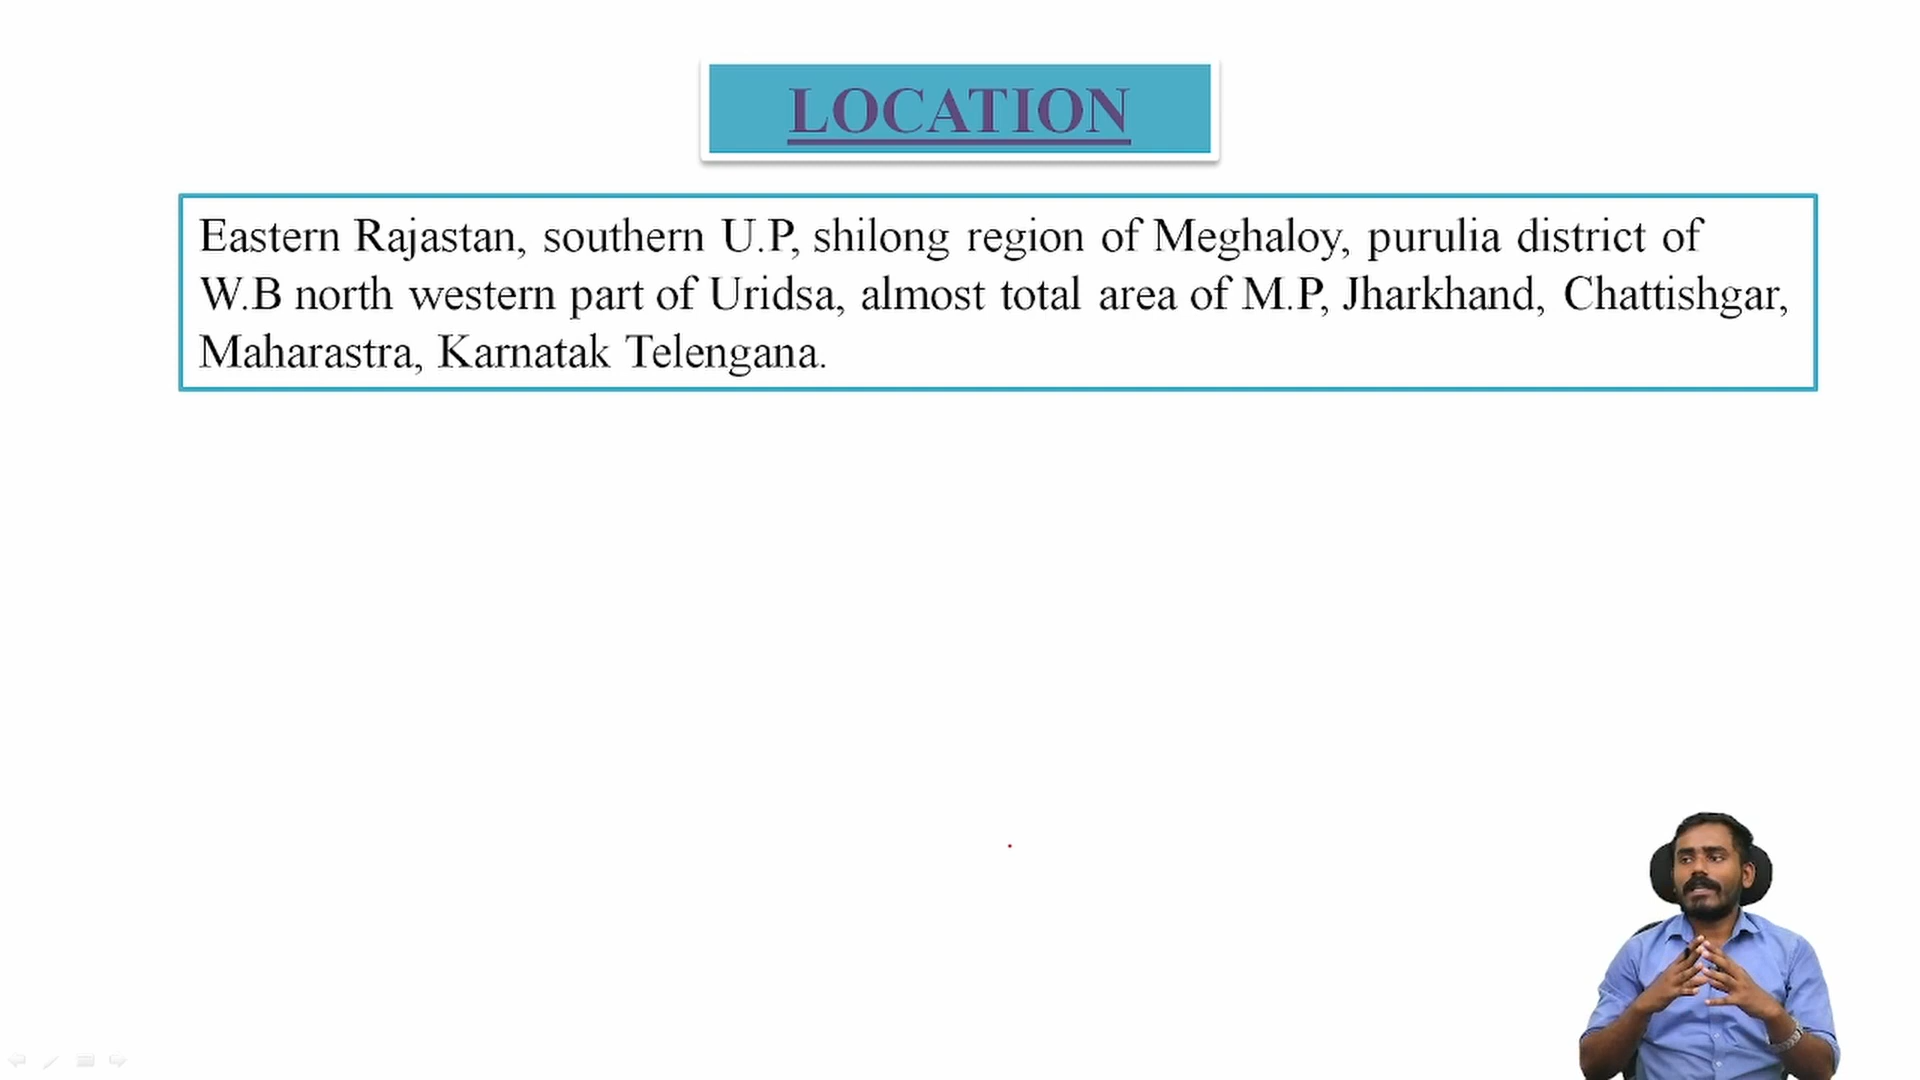 LOCATION
Eastern Rajastan, southern U.P, shilong region of Meghaloy, purulia district of
W.B north western part of Uridsa, almost total area of M.P, Jharkhand, Chattishgar,
Maharastra, Karnatak Telengana.